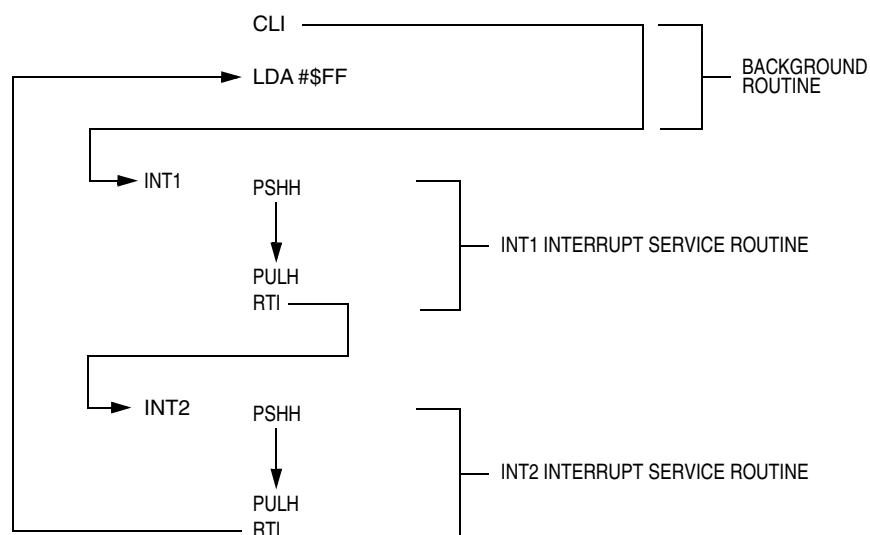 CLI
LDA #$FF
BACKGROUND
ROUTINE
INT1
PSHH
INT1 INTERRUPT SERVICE ROUTINE
PULH
RTI
INT2
PSHH
INT2 INTERRUPT SERVICE ROUTINE
PULH
RTI